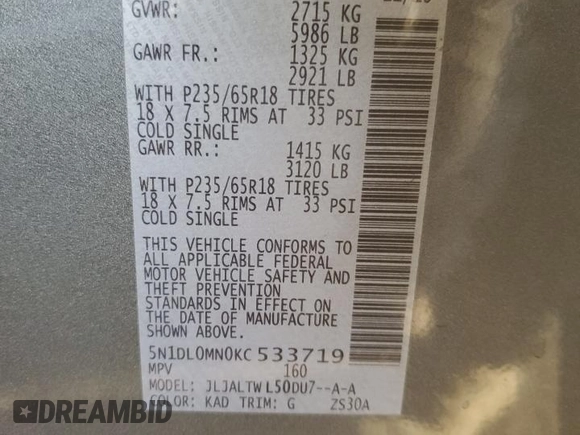 GVWR: 2715 KG
5986 LB
GAWR FR.: 1325 KG
2921 LB
WITH P235/65R18 TIRES
18 X 7.5 RIMS AT 33 PSI
COLD SINGLE
GAWR RR.: 1415 KG
3120 LB
WITH P235/65R18 TIRES
18 X 7.5 RIMS AT 33 PSI
COLD SINGLE
THIS VEHICLE CONFORMS TO
ALL APPLICABLE FEDERAL
MOTOR VEHICLE SAFETY AND
THEFT PREVENTION
STANDARDS IN EFFECT ON
THE DATE OF MANUFACTURE
SHOWN ABOVE.
5N1DL0MN0KC533719
MPV 160
MODEL: JLJALTWL50DU7--A-A
COLOR: KAD TRIM: G ZS30A
DREAMBID